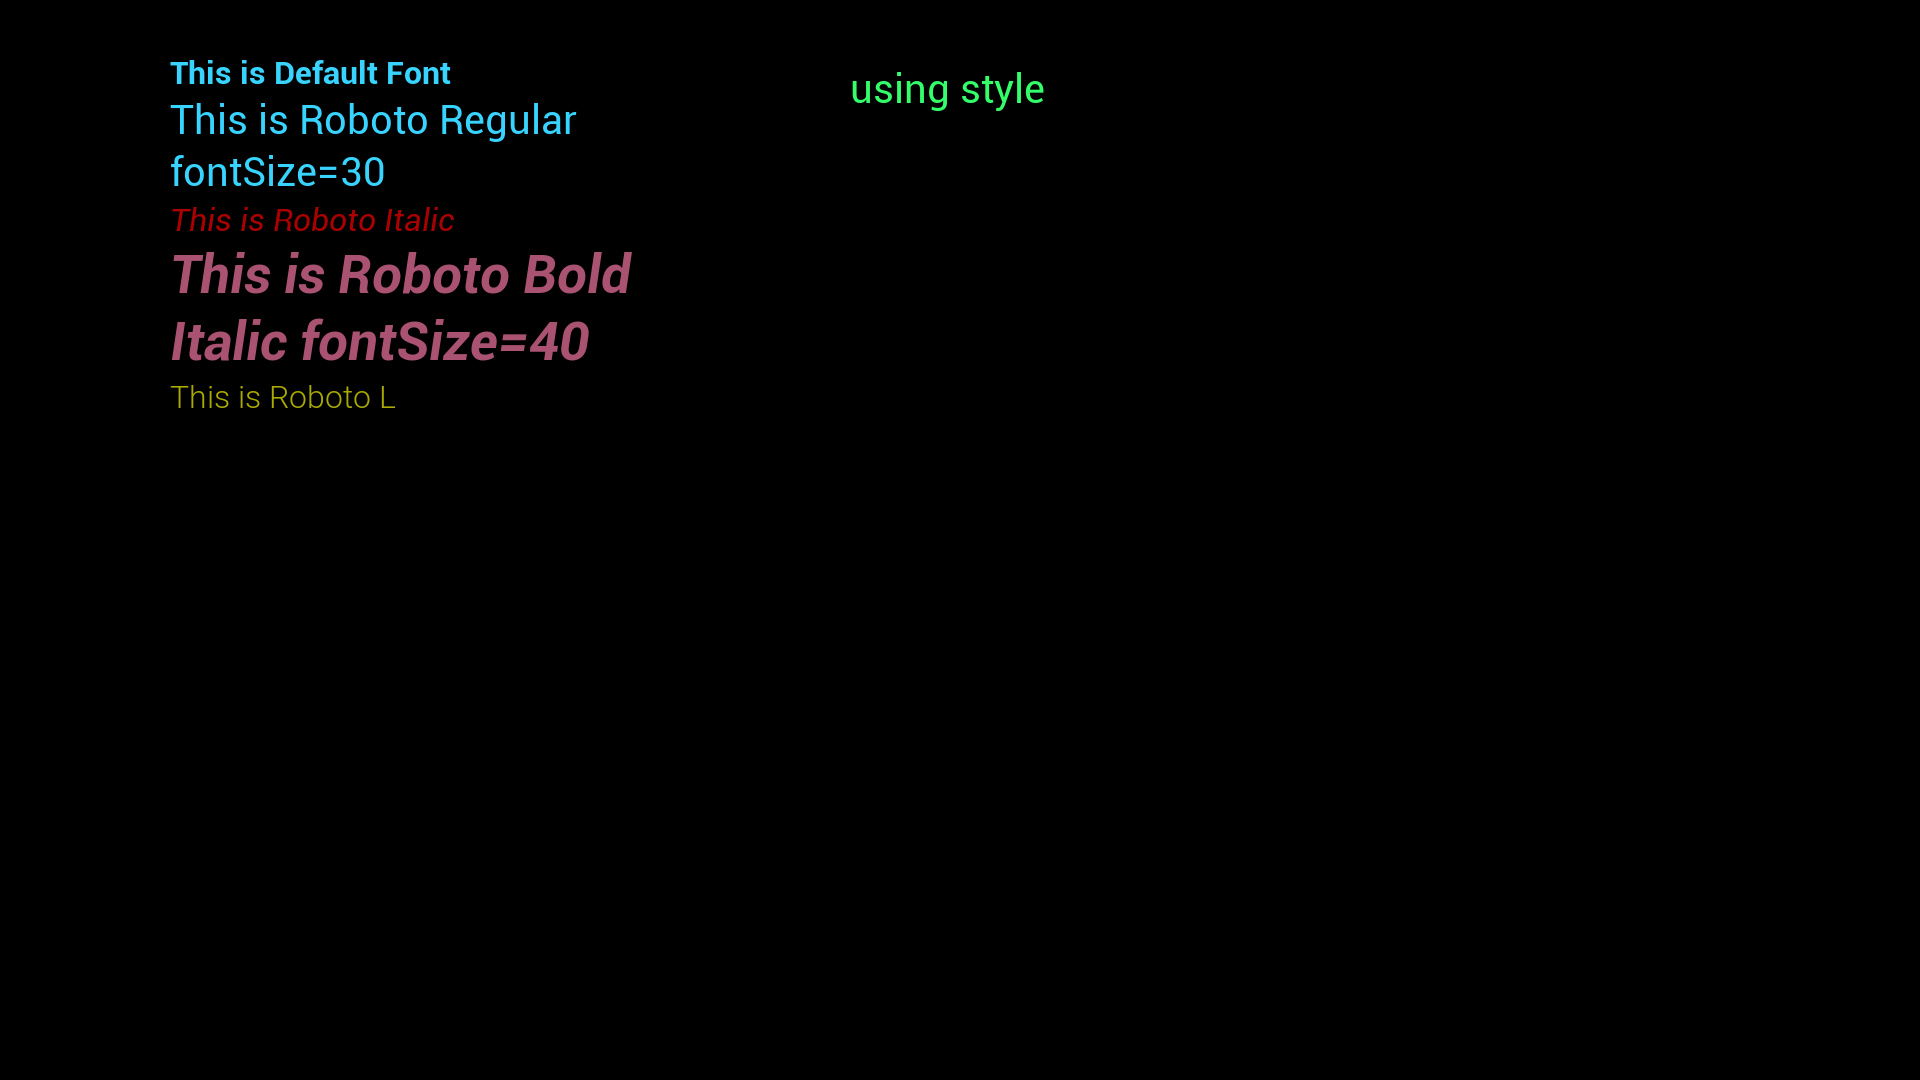 This is Default Font
This is Roboto Regular
fontSize=30
This is Roboto Italic
This is Roboto Bold
Italic fontSize=40
This is Roboto L
using style